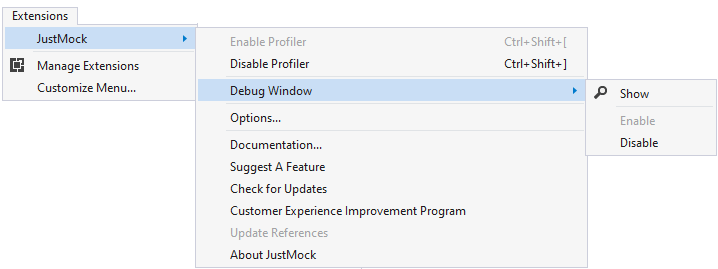 Extensions
JustMock
Manage Extensions
Customize Menu...
Enable Profiler Ctrl+Shift+[
Disable Profiler Ctrl+Shift+]
Debug Window
Options...
Documentation...
Suggest A Feature
Check for Updates
Customer Experience Improvement Program
Update References
About JustMock
Show
Enable
Disable